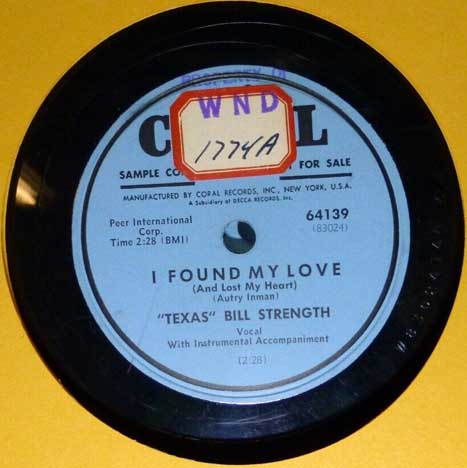 PROPERTY OF
WND
1774A
SAMPLE CO
T FOR SALE
MANUFACTURED BY CORAL RECORDS, INC., NEW YORK, U.S.A.
A Subsidiary of DECCA RECORDS, Inc.
Peer International
Corp.
Time 2:28 (BMI)
64139
(83024)
I FOUND MY LOVE
(And Lost My Heart)
(Autry Inman)
"TEXAS" BILL STRENGTH
Vocal
With Instrumental Accompaniment
(2:28)